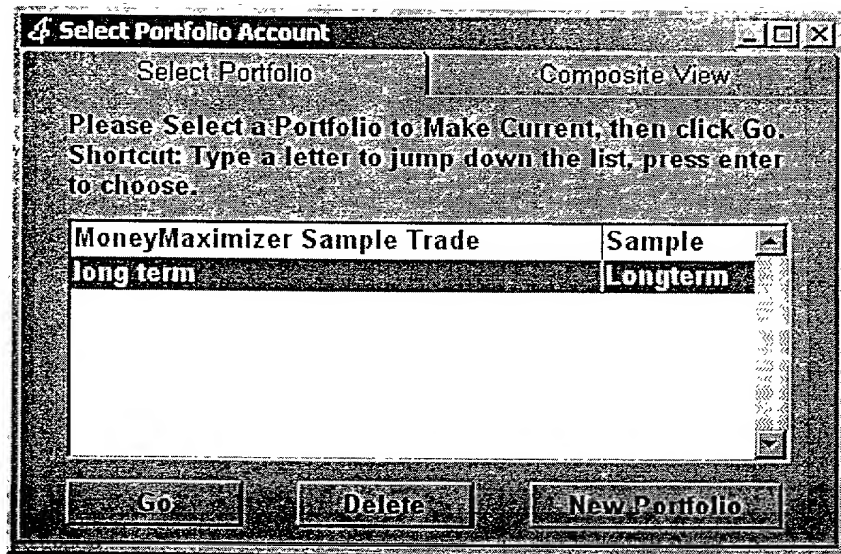 Select Portfolio Account
Select Portfolio Composite View
Please Select a Portfolio to Make Current, then click Go.
Shortcut: Type a letter to jump down the list, press enter
to choose.
MoneyMaximizer Sample Trade Sample
long term Longterm
Go Delete New Portfolio